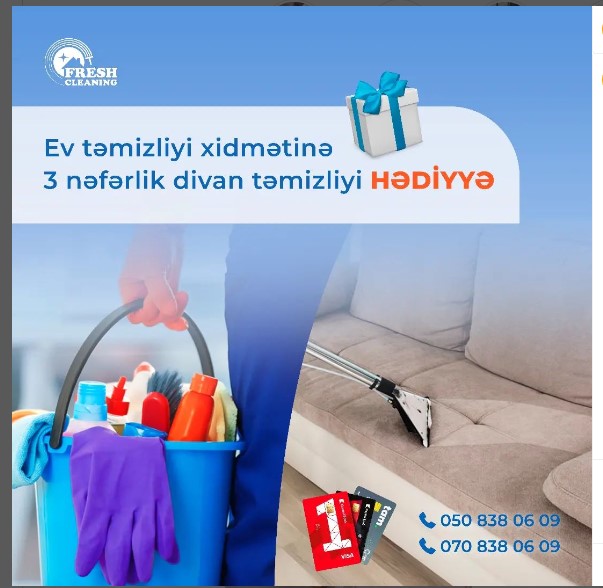 FRESH
CLEANING
Ev təmizliyi xidmətinə
3 nəfərlik divan təmizliyi HƏDİYYƏ
tam
050 838 06 09
070 838 06 09